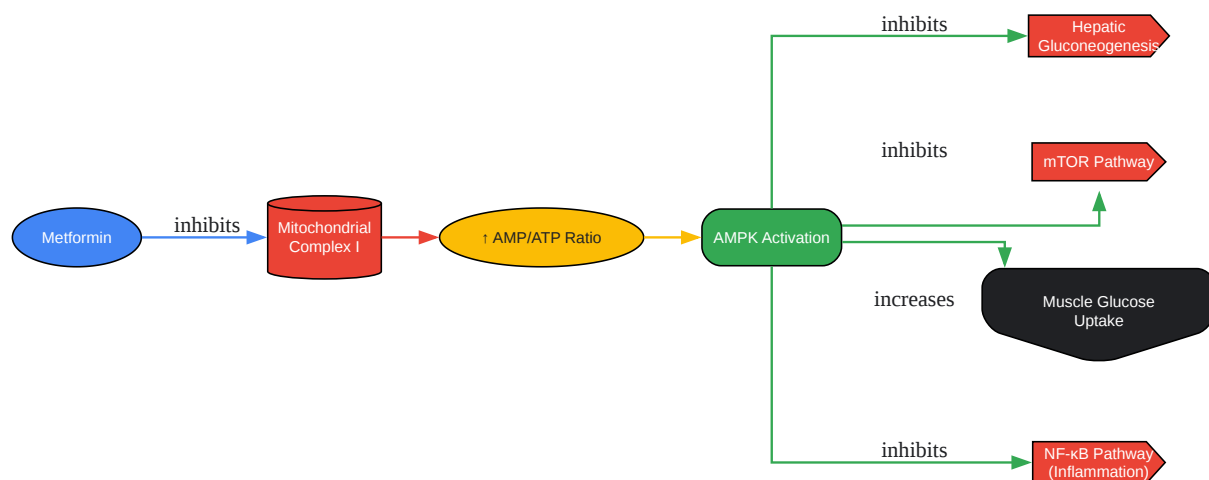 inhibits
Hepatic
Gluconeogenesis
inhibits
mTOR Pathway
Metformin
inhibits
Mitochondrial
Complex I
↑ AMP/ATP Ratio
AMPK Activation
increases
Muscle Glucose
Uptake
inhibits
NF-κB Pathway
(Inflammation)